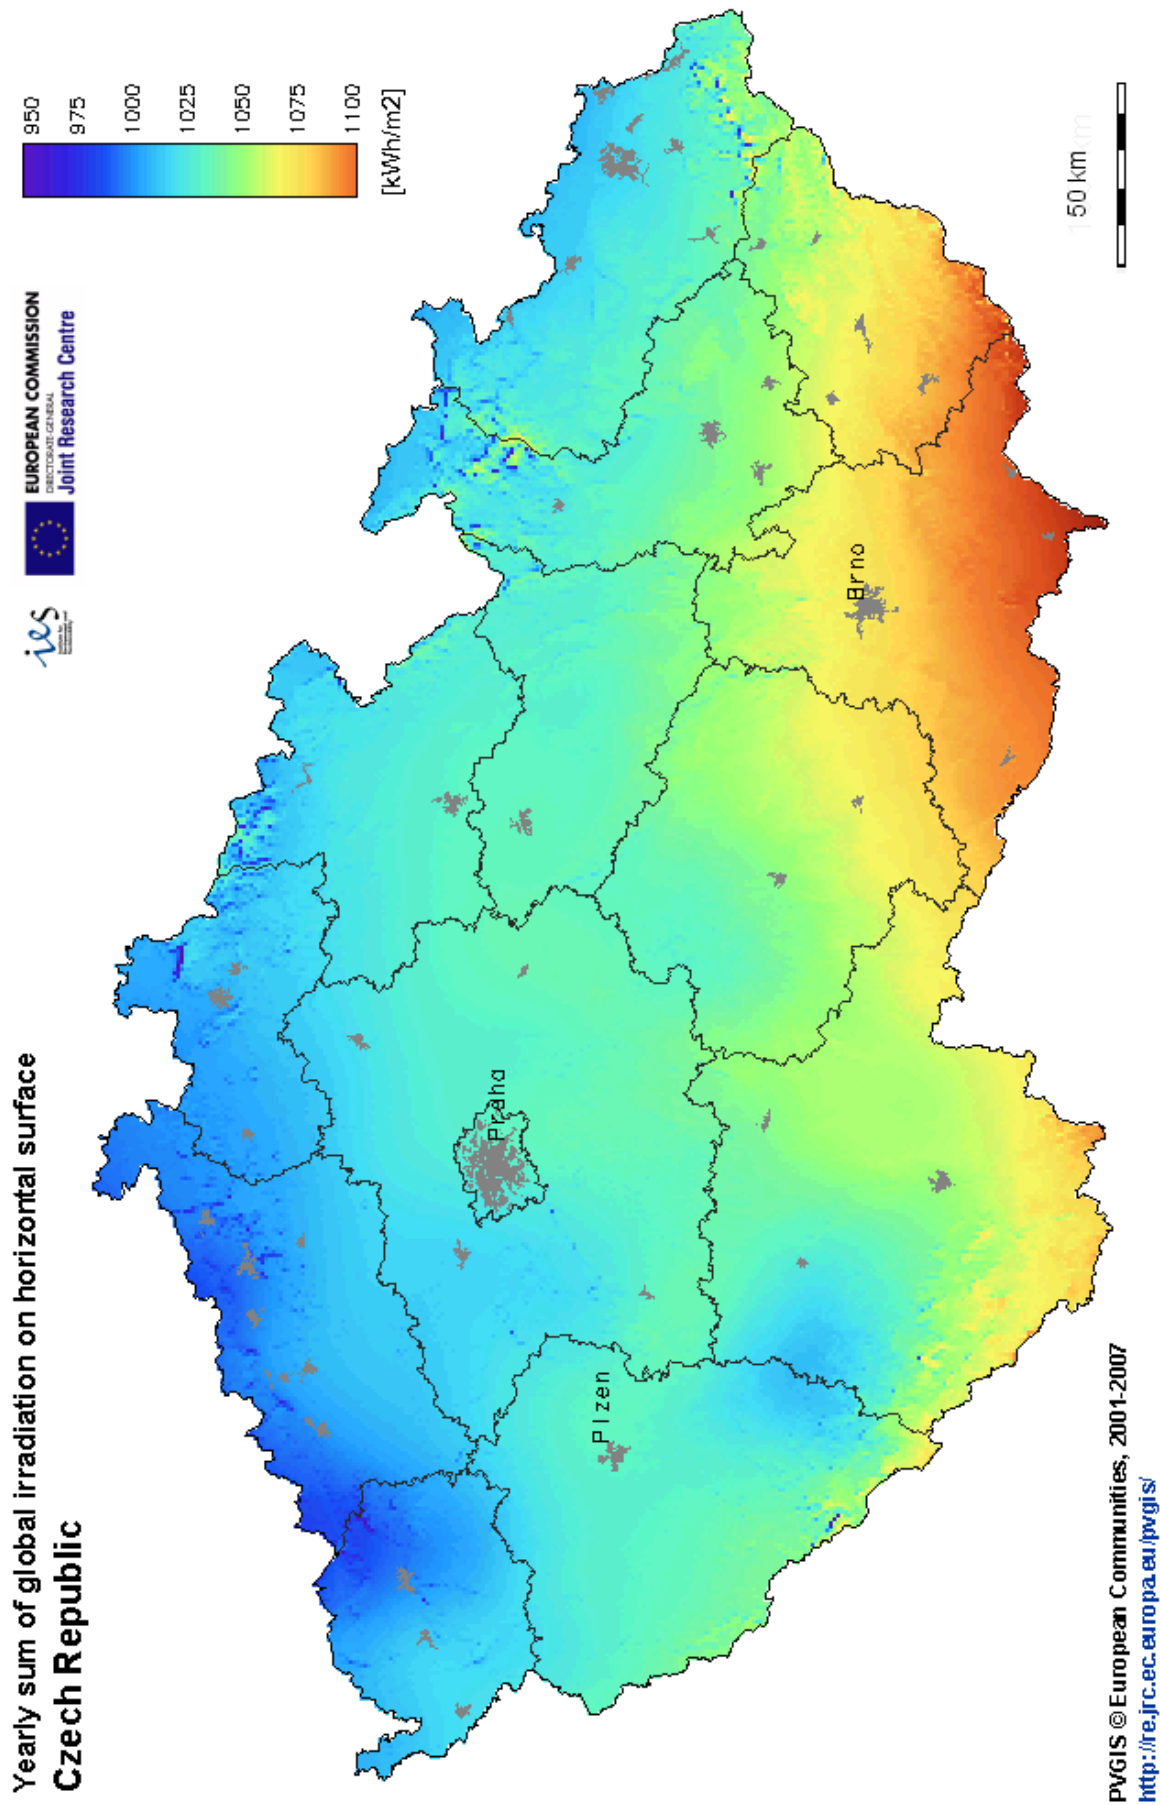 Yearly sum of global irradiation on horizontal surface
Czech Republic
ies
EUROPEAN COMMISSION
DIRECTORATE-GENERAL
Joint Research Centre
950
975
1000
1025
1050
1075
1100
[kWh/m2]
Praha
Plzen
Brno
50 km
PVGIS © European Communities, 2001-2007
http://re.jrc.ec.europa.eu/pvgis/